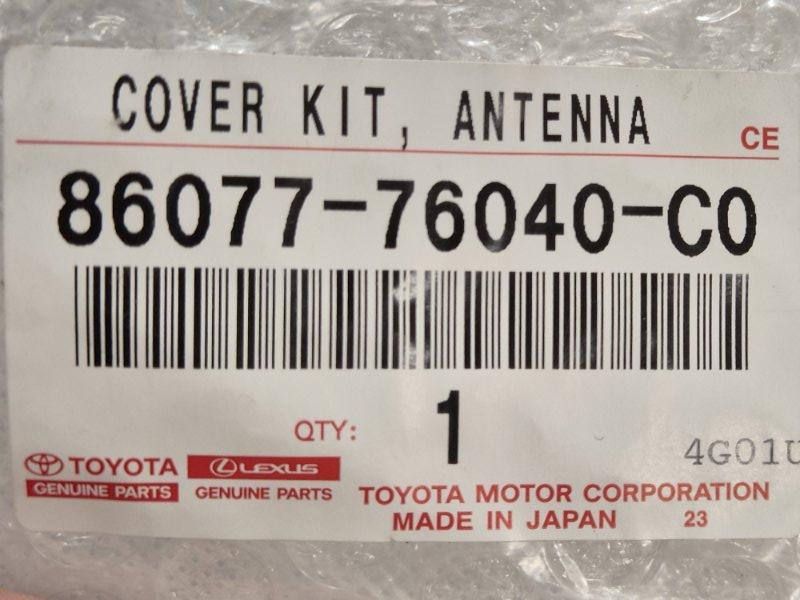 COVER KIT, ANTENNA
CE
86077-76040-C0
QTY: 1
4G01U
TOYOTA LEXUS
GENUINE PARTS GENUINE PARTS
TOYOTA MOTOR CORPORATION
MADE IN JAPAN 23